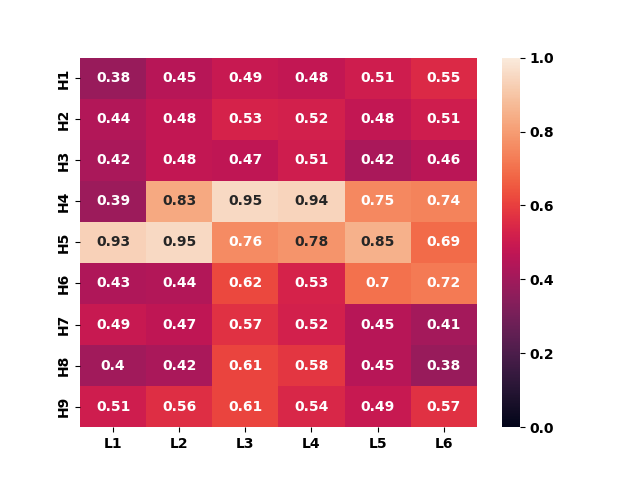 H1 0.38 0.45 0.49 0.48 0.51 0.55
H2 0.44 0.48 0.53 0.52 0.48 0.51
H3 0.42 0.48 0.47 0.51 0.42 0.46
H4 0.39 0.83 0.95 0.94 0.75 0.74
H5 0.93 0.95 0.76 0.78 0.85 0.69
H6 0.43 0.44 0.62 0.53 0.7 0.72
H7 0.49 0.47 0.57 0.52 0.45 0.41
H8 0.4 0.42 0.61 0.58 0.45 0.38
H9 0.51 0.56 0.61 0.54 0.49 0.57
L1 L2 L3 L4 L5 L6
1.0
0.8
0.6
0.4
0.2
0.0